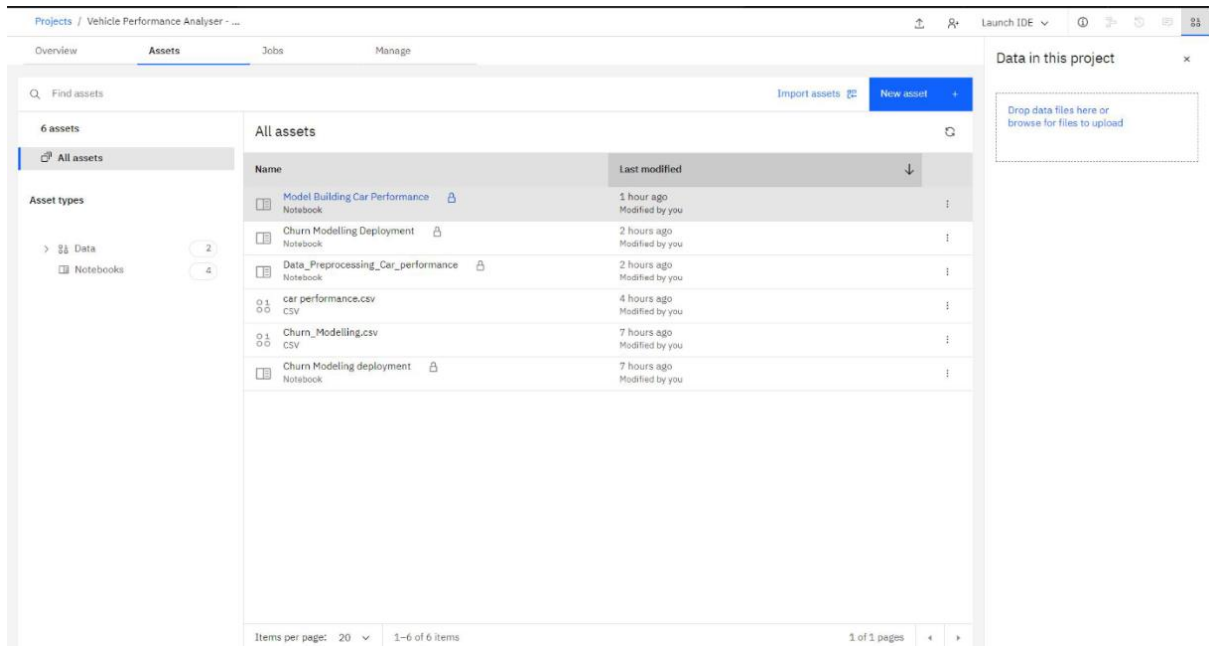 Projects / Vehicle Performance Analyser - ...
Launch IDE
Overview Assets Jobs Manage
Data in this project
Find assets
Import assets
New asset +
Drop data files here or
browse for files to upload
6 assets
All assets
All assets
Name Last modified
Asset types
Data 2
Notebooks 4
Model Building Car Performance
Notebook
1 hour ago
Modified by you
Churn Modelling Deployment
Notebook
2 hours ago
Modified by you
Data_Preprocessing_Car_performance
Notebook
2 hours ago
Modified by you
car performance.csv
CSV
4 hours ago
Modified by you
Churn_Modelling.csv
CSV
7 hours ago
Modified by you
Churn Modeling deployment
Notebook
7 hours ago
Modified by you
Items per page: 20 1–6 of 6 items 1 of 1 pages